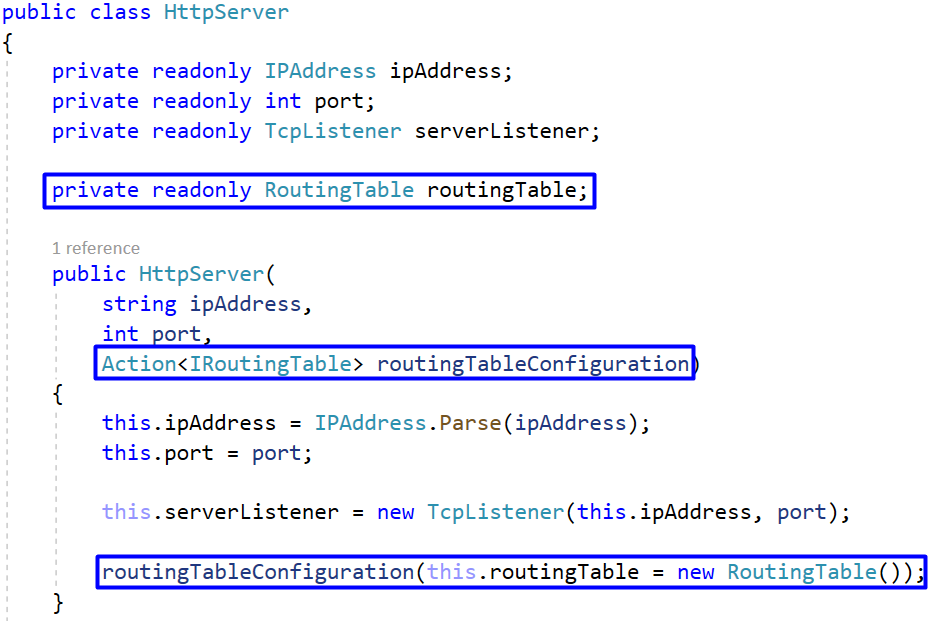 public class HttpServer
{
private readonly IPAddress ipAddress;
private readonly int port;
private readonly TcpListener serverListener;
private readonly RoutingTable routingTable;
1 reference
public HttpServer(
string ipAddress,
int port,
Action<IRoutingTable> routingTableConfiguration)
{
this.ipAddress = IPAddress.Parse(ipAddress);
this.port = port;
this.serverListener = new TcpListener(this.ipAddress, port);
routingTableConfiguration(this.routingTable = new RoutingTable());
}